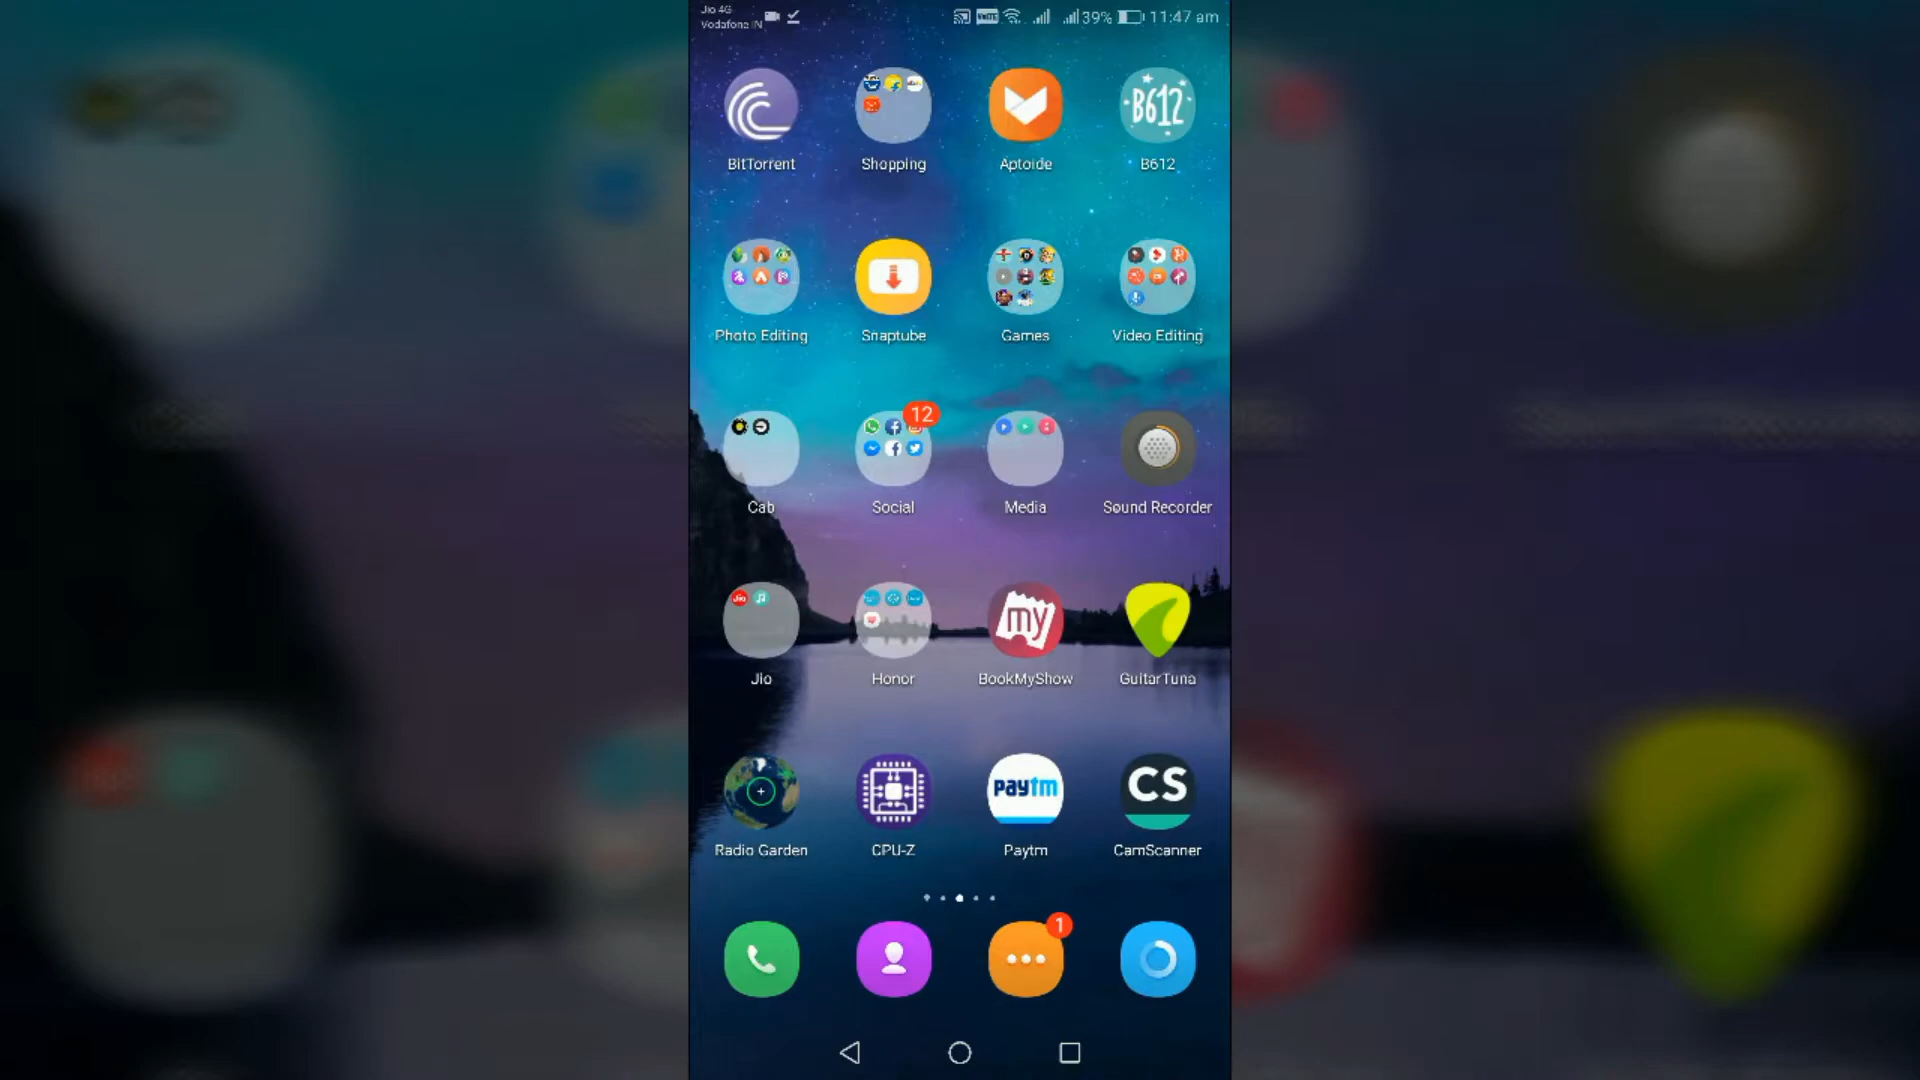 Jio 4G
Vodafone IN
VoLTE
39%
11:47 am
B612
BitTorrent
Shopping
Aptoide
B612
Photo Editing
Snaptube
Games
Video Editing
12
Cab
Social
Media
Sound Recorder
Jio
my
Jio
Honor
BookMyShow
GuitarTuna
paytm
CS
Radio Garden
CPU-Z
Paytm
CamScanner
1